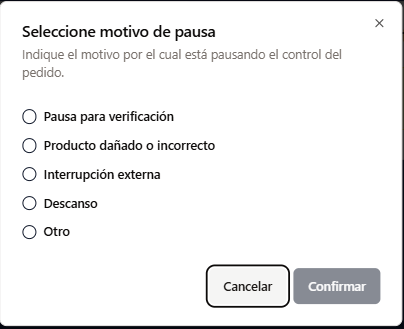 Seleccione motivo de pausa
Indique el motivo por el cual está pausando el control del
pedido.
Pausa para verificación
Producto dañado o incorrecto
Interrupción externa
Descanso
Otro
Cancelar
Confirmar